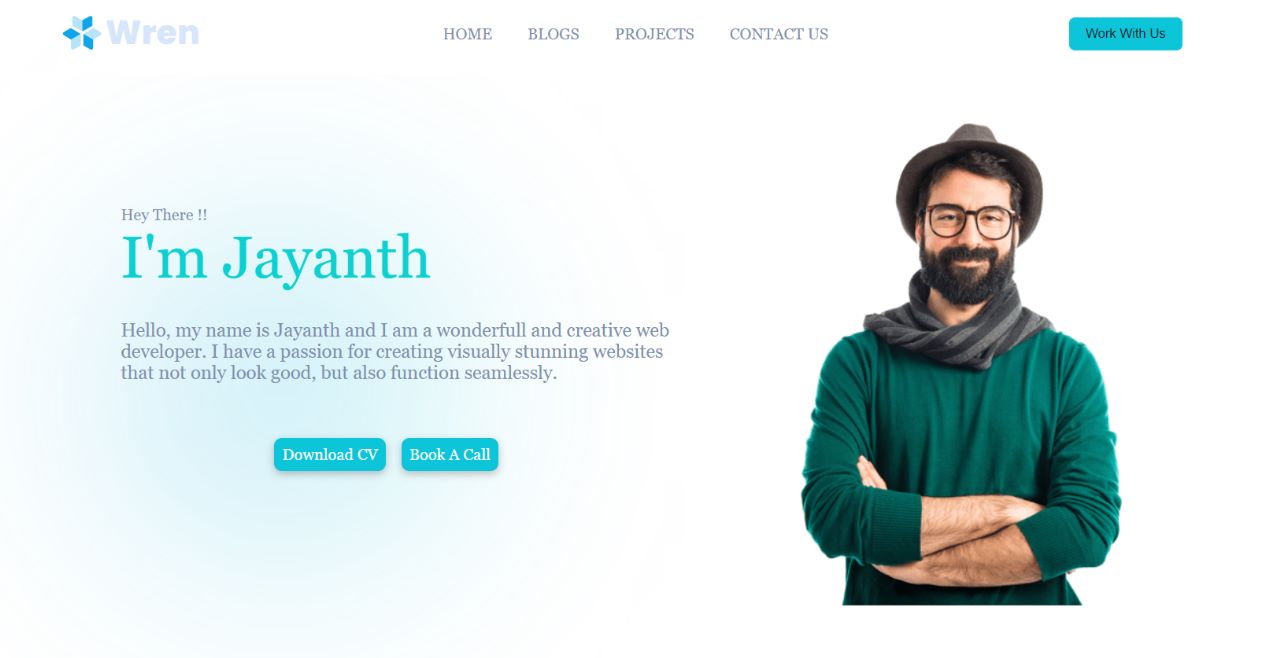 Wren
HOME BLOGS PROJECTS CONTACT US
Work With Us
Hey There !!
I'm Jayanth
Hello, my name is Jayanth and I am a wonderfull and creative web
developer. I have a passion for creating visually stunning websites
that not only look good, but also function seamlessly.
Download CV Book A Call